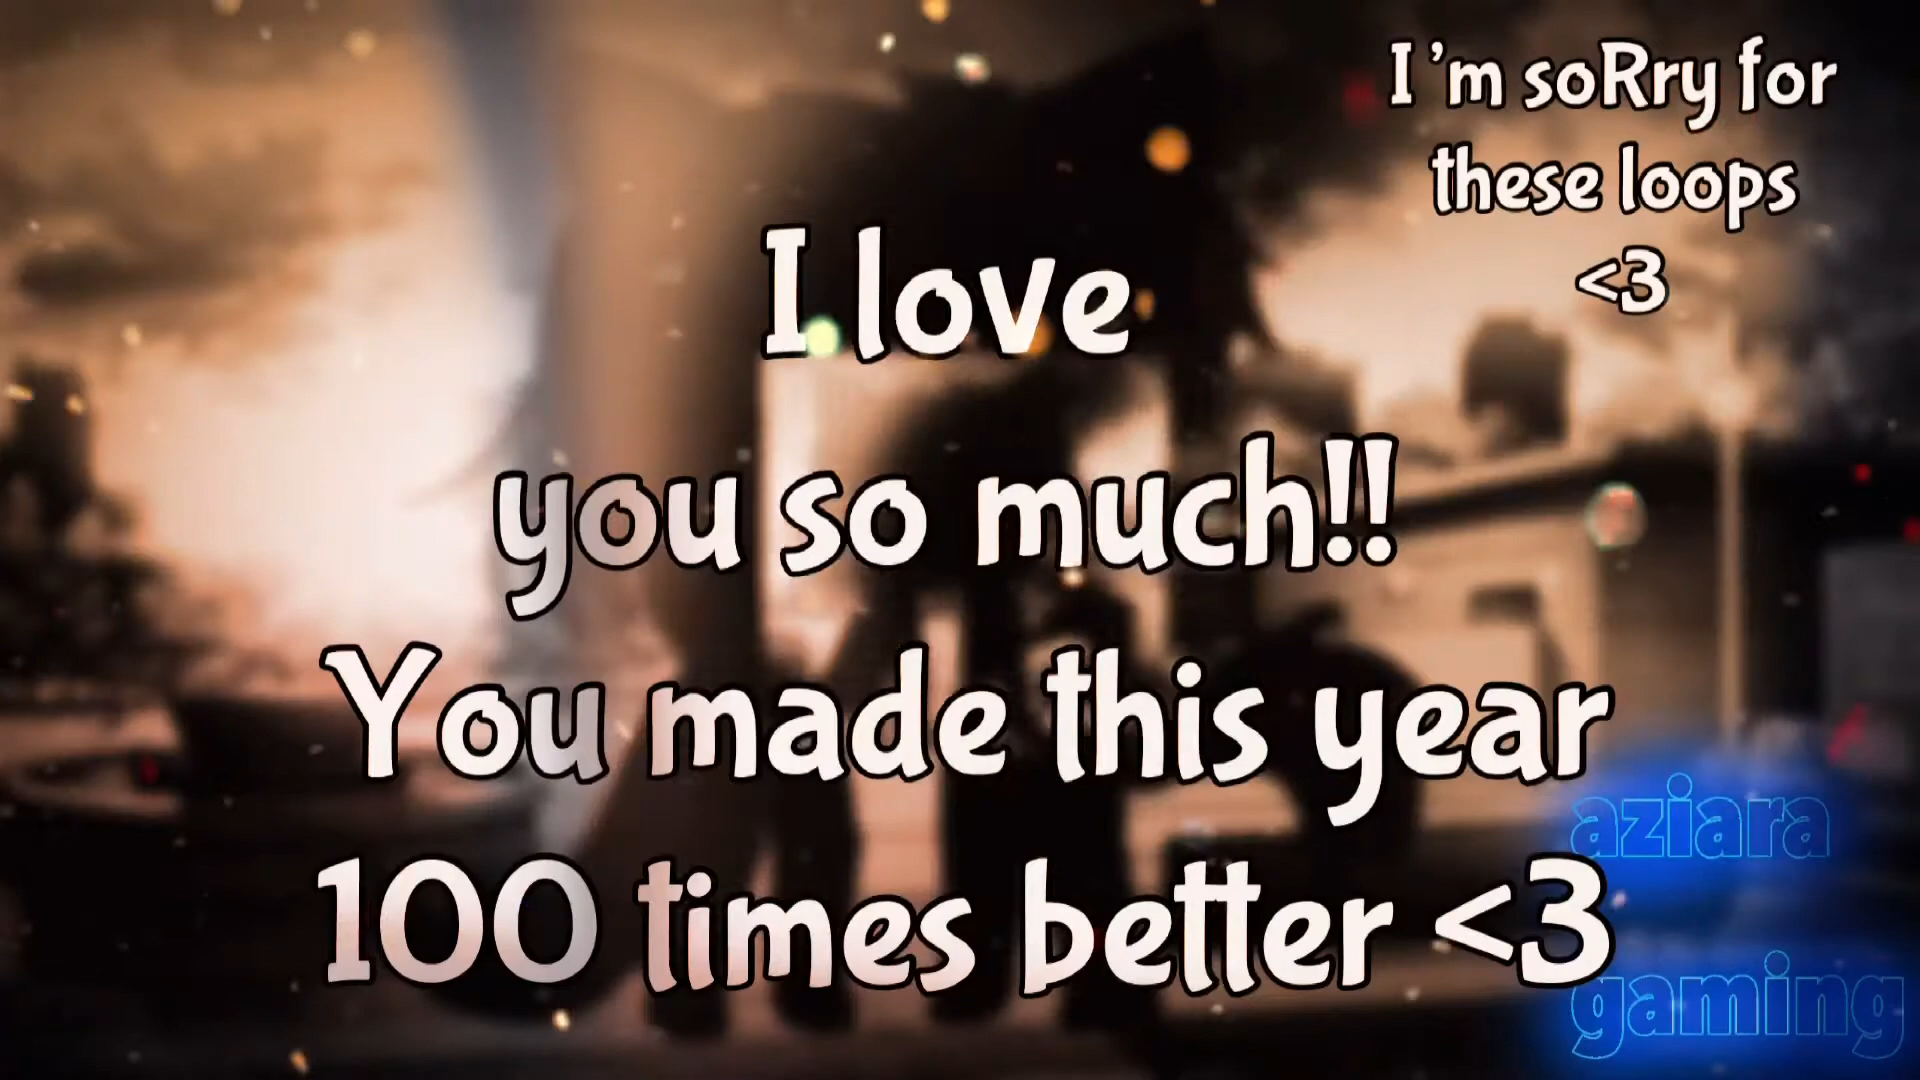 I 'm soRry for
these loops
<3
I love
you so much!!
You made this year
100 times better <3
aziara
gaming